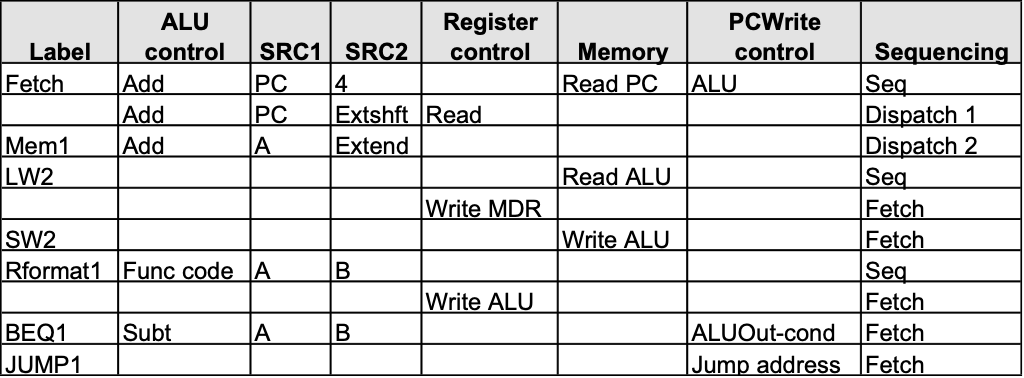 Label ALU control SRC1 SRC2 Register control Memory PCWrite control Sequencing
Fetch Add PC 4 Read PC ALU Seq
Add PC Extshft Read Dispatch 1
Mem1 Add A Extend Dispatch 2
LW2 Read ALU Seq
Write MDR Fetch
SW2 Write ALU Fetch
Rformat1 Func code A B Seq
Write ALU Fetch
BEQ1 Subt A B ALUOut-cond Fetch
JUMP1 Jump address Fetch